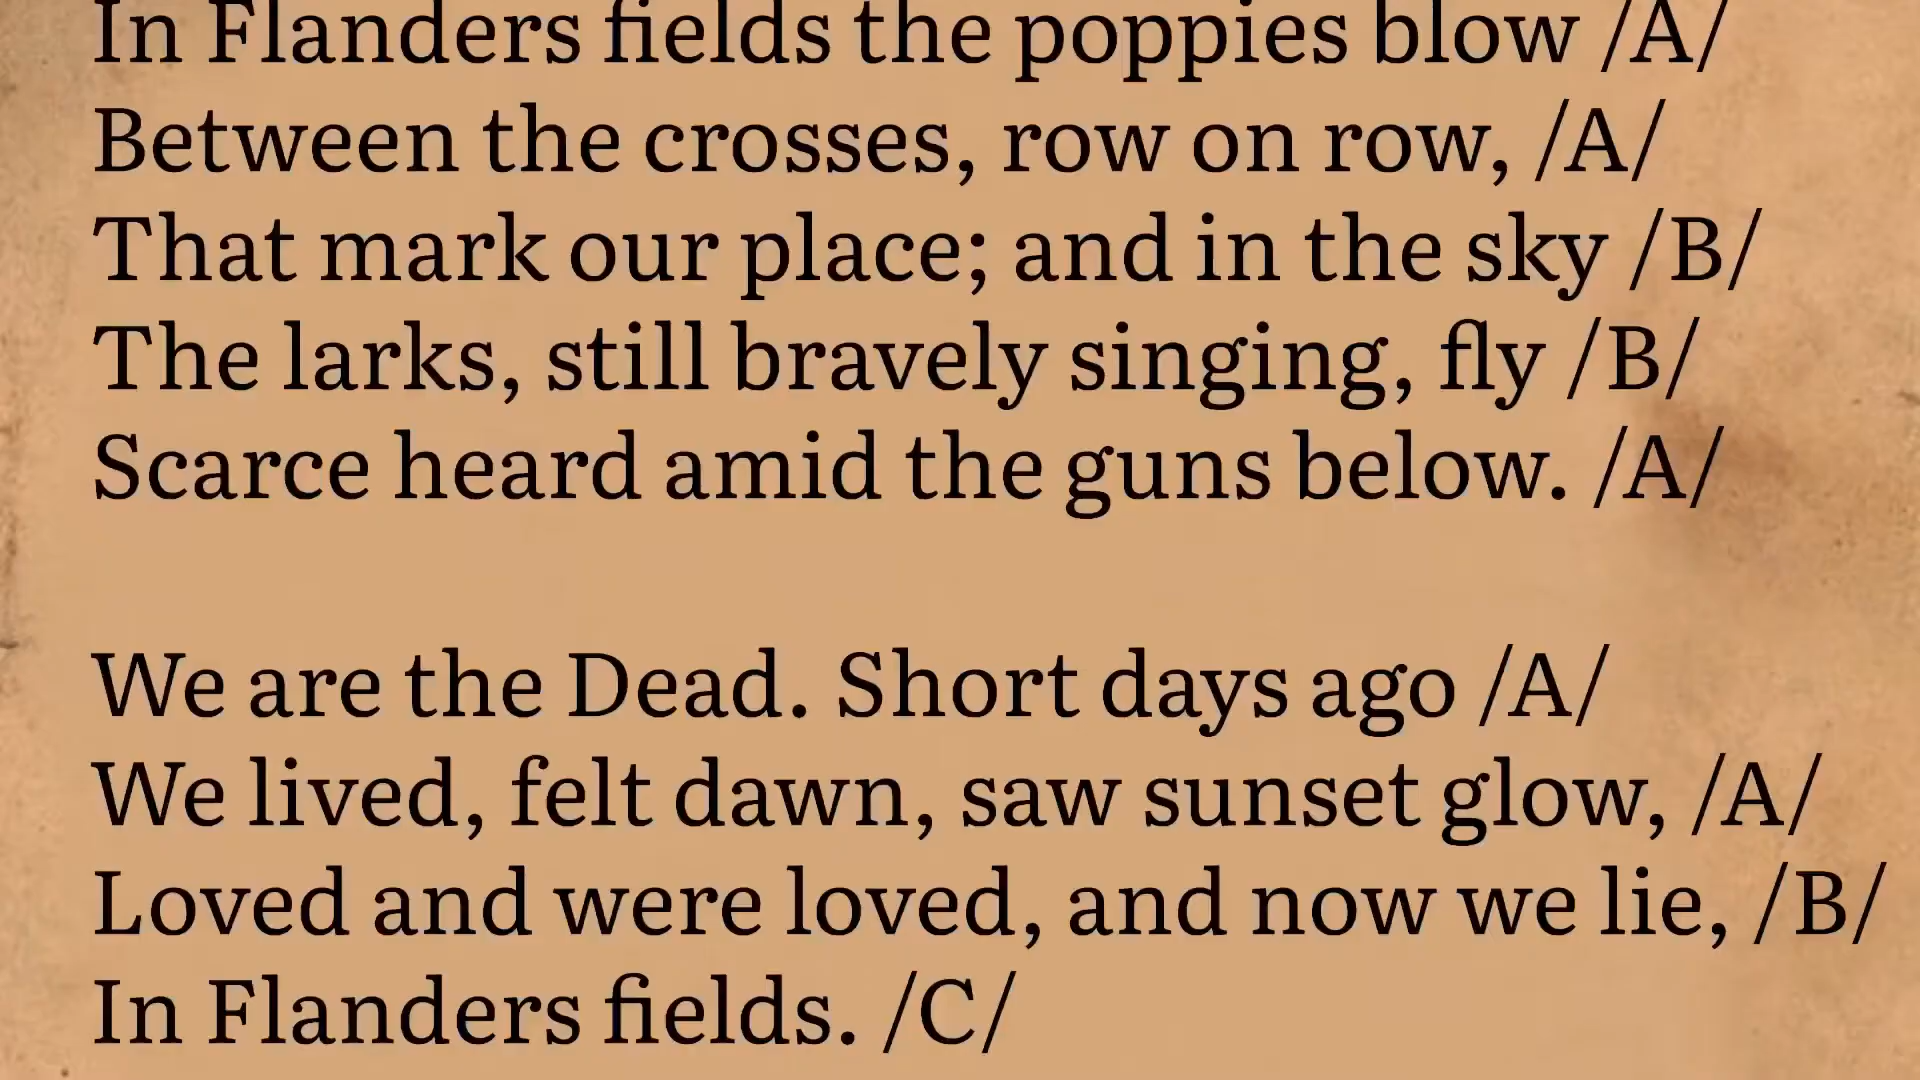 In Flanders fields the poppies blow /A/
Between the crosses, row on row, /A/
That mark our place; and in the sky /B/
The larks, still bravely singing, fly /B/
Scarce heard amid the guns below. /A/
We are the Dead. Short days ago /A/
We lived, felt dawn, saw sunset glow, /A/
Loved and were loved, and now we lie, /B/
In Flanders fields. /C/